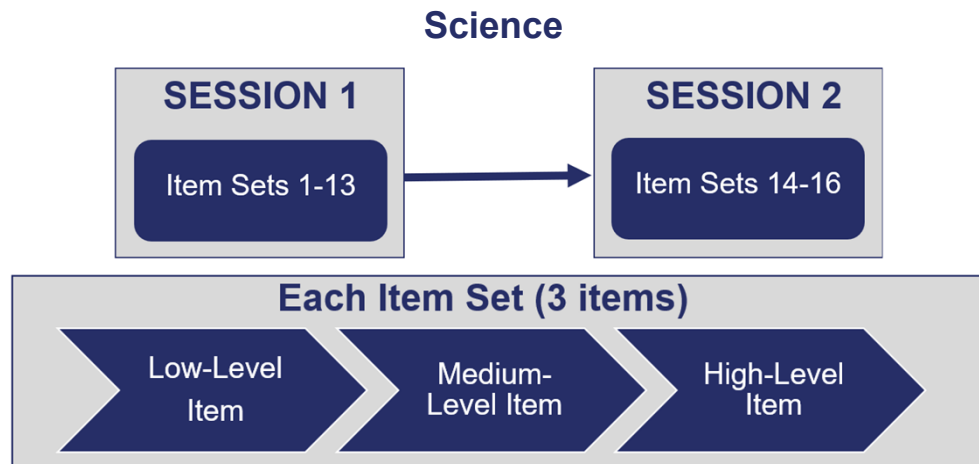 Science
SESSION 1
Item Sets 1-13
SESSION 2
Item Sets 14-16
Each Item Set (3 items)
Low-Level
Item
Medium-
Level Item
High-Level
Item